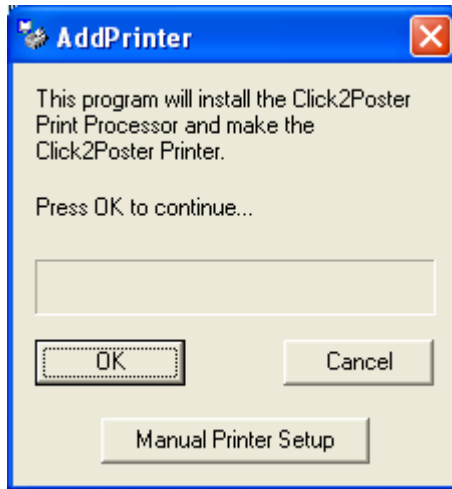 AddPrinter
This program will install the Click2Poster
Print Processor and make the
Click2Poster Printer.
Press OK to continue...
OK
Cancel
Manual Printer Setup